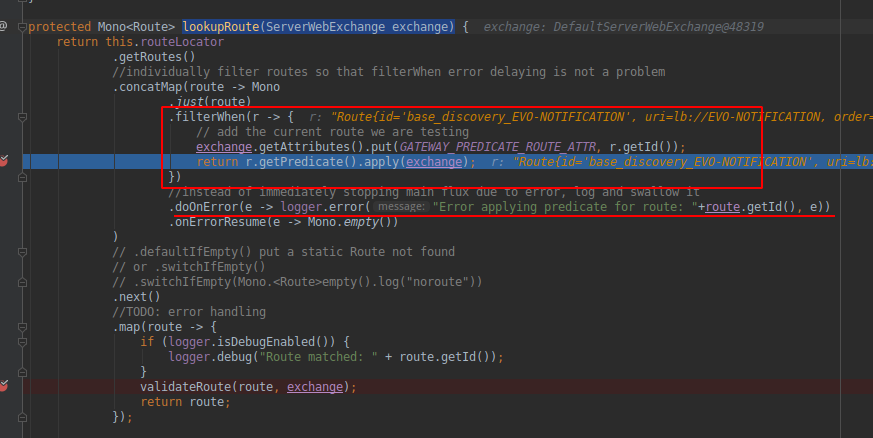 @ protected Mono<Route> lookupRoute(ServerWebExchange exchange) { exchange: DefaultServerWebExchange@48319
return this.routeLocator
.getRoutes()
//individually filter routes so that filterWhen error delaying is not a problem
.concatMap(route -> Mono
.just(route)
.filterWhen(r -> { r: "Route{id='base_discovery_EVO-NOTIFICATION', uri=lb://EVO-NOTIFICATION, order=
// add the current route we are testing
exchange.getAttributes().put(GATEWAY_PREDICATE_ROUTE_ATTR, r.getId());
return r.getPredicate().apply(exchange); r: "Route{id='base_discovery_EVO-NOTIFICATION', uri=lb:
})
//instead of immediately stopping main flux due to error, log and swallow it
.doOnError(e -> logger.error( message: "Error applying predicate for route: "+route.getId(), e))
.onErrorResume(e -> Mono.empty())
)
// .defaultIfEmpty() put a static Route not found
// or .switchIfEmpty()
// .switchIfEmpty(Mono.<Route>empty().log("noroute"))
.next()
//TODO: error handling
.map(route -> {
if (logger.isDebugEnabled()) {
logger.debug("Route matched: " + route.getId());
}
validateRoute(route, exchange);
return route;
});